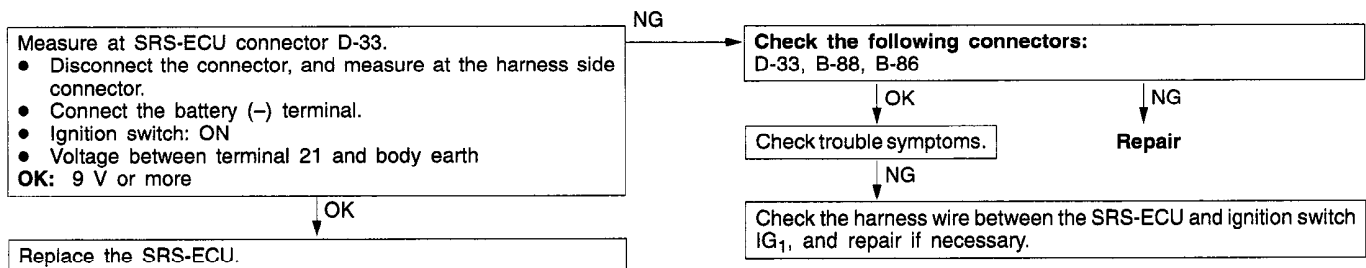 Measure at SRS-ECU connector D-33.
● Disconnect the connector, and measure at the harness side
connector.
● Connect the battery (–) terminal.
● Ignition switch: ON
● Voltage between terminal 21 and body earth
OK: 9 V or more
OK
Replace the SRS-ECU.
NG
Check the following connectors:
D-33, B-88, B-86
OK
NG
Check trouble symptoms.
Repair
NG
Check the harness wire between the SRS-ECU and ignition switch
IG₁, and repair if necessary.